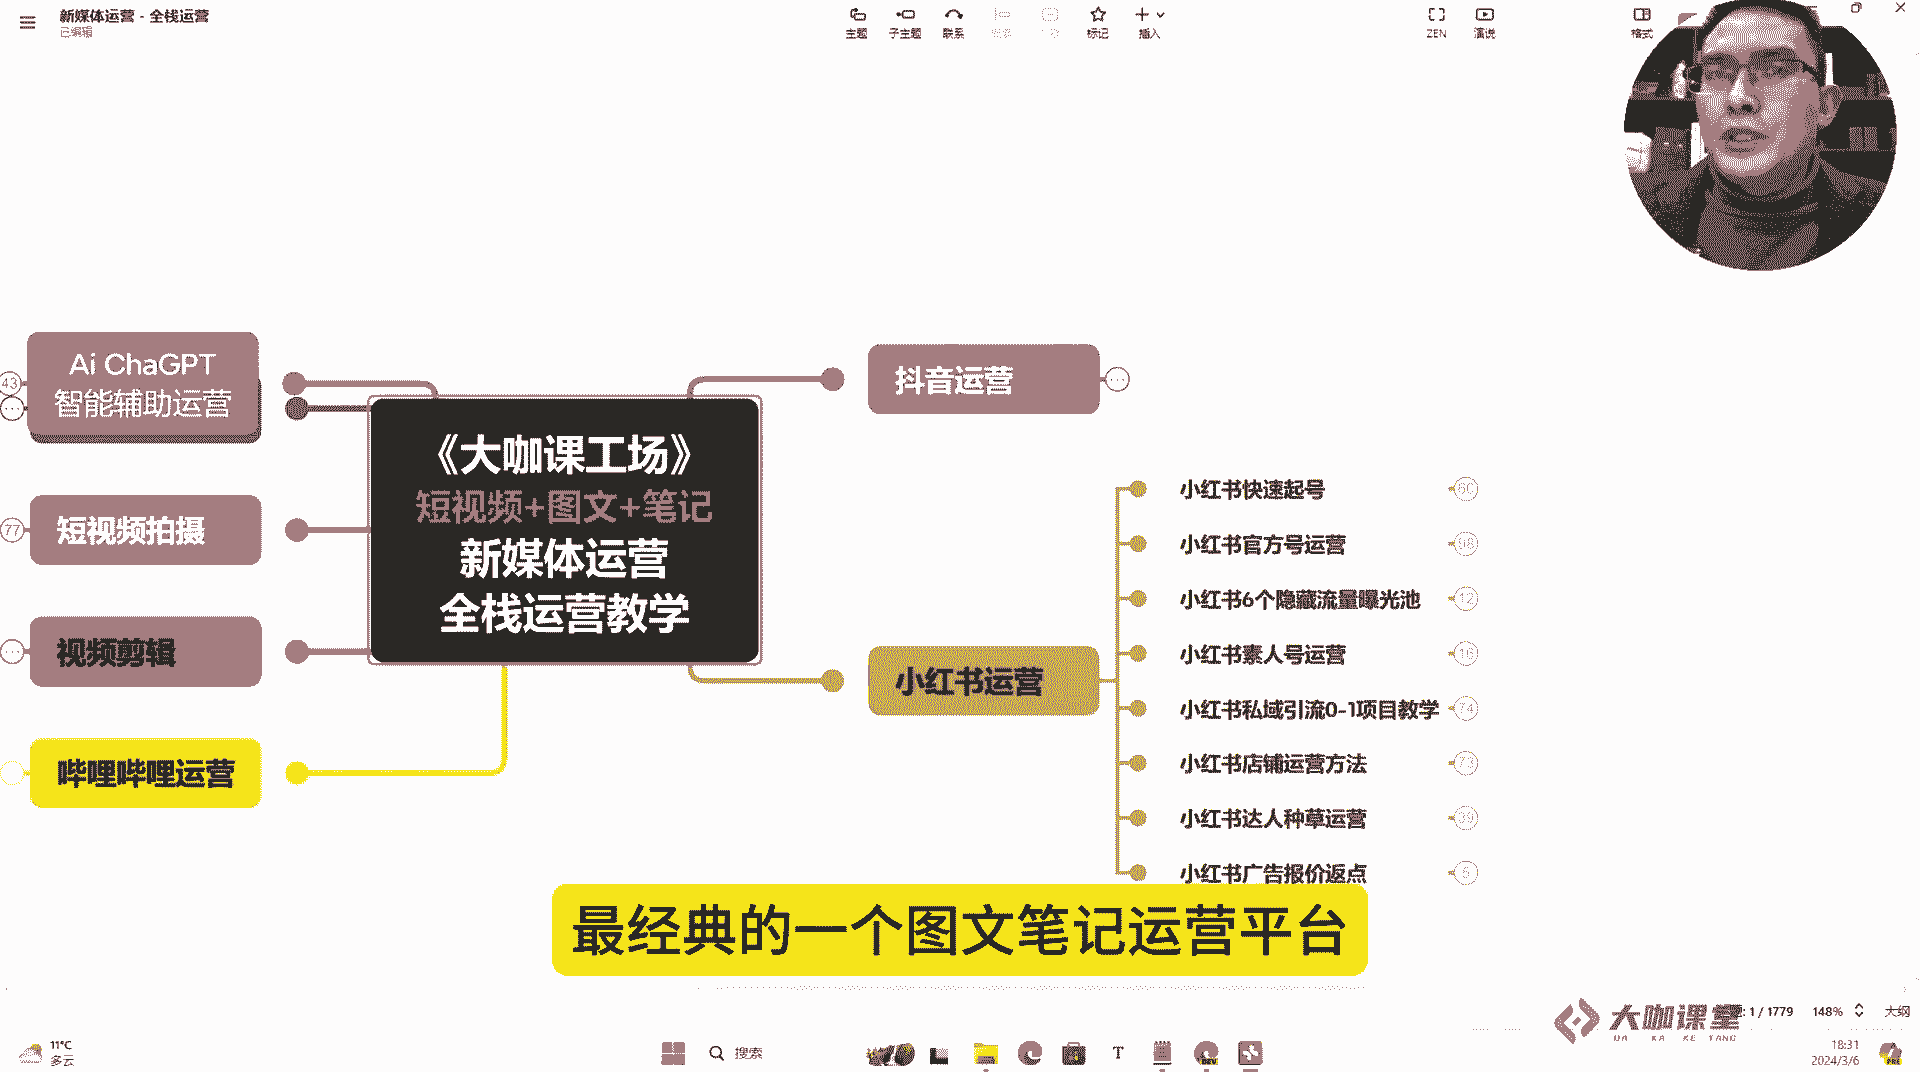 新媒体运营 - 全栈运营
已编辑
主题
子主题
联系
标记
插入
ZEN
演说
格式
43
Ai ChaGPT
智能辅助运营
77
短视频拍摄
视频剪辑
哔哩哔哩运营
《大咖课工场》
短视频+图文+笔记
新媒体运营
全栈运营教学
抖音运营
小红书运营
小红书快速起号
小红书官方号运营
98
小红书6个隐藏流量曝光池
12
小红书素人号运营
16
小红书私域引流0-1项目教学
74
小红书店铺运营方法
73
小红书达人种草运营
39
小红书广告报价返点
最经典的一个图文笔记运营平台
大咖课堂
DA KA KE TANG
1 / 1779
148%
大纲
11°C
多云
搜索
18:31
2024/3/6